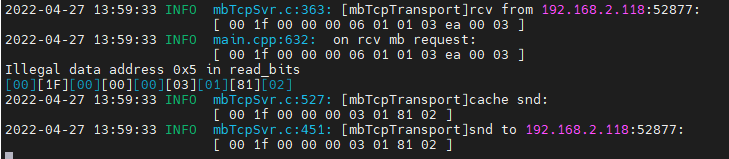 2022-04-27 13:59:33 INFO  mbTcpSvr.c:363: [mbTcpTransport]rcv from 192.168.2.118:52877:
[ 00 1f 00 00 00 06 01 01 03 ea 00 03 ]
2022-04-27 13:59:33 INFO  main.cpp:632:  on rcv mb request:
[ 00 1f 00 00 00 06 01 01 03 ea 00 03 ]
Illegal data address 0x5 in read_bits
[00][1F][00][00][00][03][01][81][02]
2022-04-27 13:59:33 INFO  mbTcpSvr.c:527: [mbTcpTransport]cache snd:
[ 00 1f 00 00 00 03 01 81 02 ]
2022-04-27 13:59:33 INFO  mbTcpSvr.c:451: [mbTcpTransport]snd to 192.168.2.118:52877:
[ 00 1f 00 00 00 03 01 81 02 ]